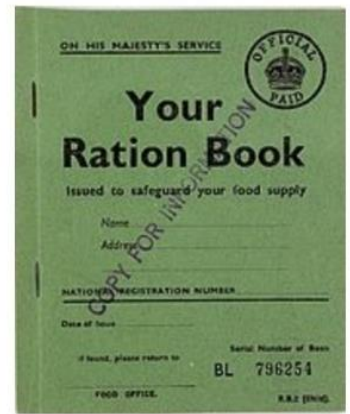 ON HIS MAJESTY'S SERVICE
OFFICIAL PAID
Your
Ration Book
Issued to safeguard your food supply
Name
Address
COPY FOR INFORMATION
NATIONAL REGISTRATION NUMBER
Date of Issue
Serial Number of Book
If found, please return to
BL 796254
FOOD OFFICE.